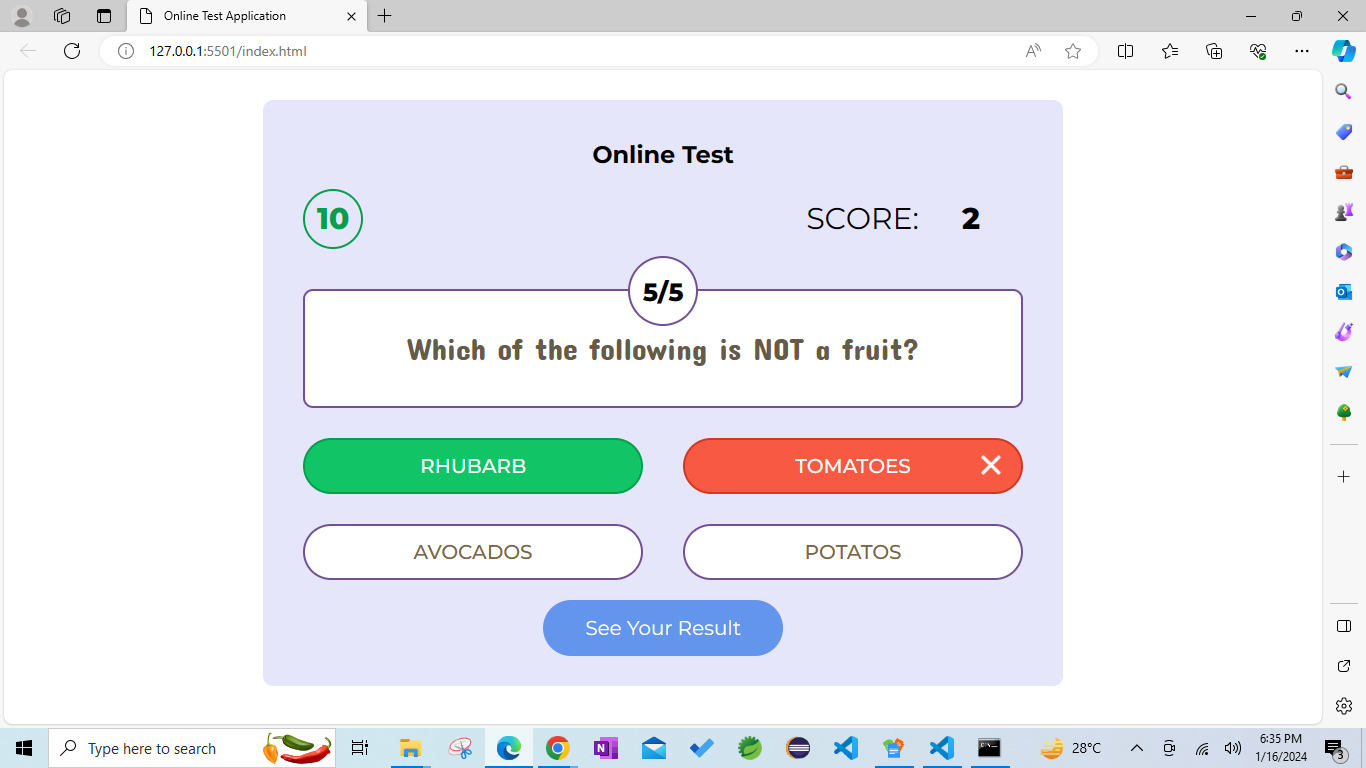 Online Test Application
127.0.0.1:5501/index.html
Online Test
10
SCORE: 2
5/5
Which of the following is NOT a fruit?
RHUBARB
TOMATOES
AVOCADOS
POTATOS
See Your Result
Type here to search
28°C
6:35 PM
1/16/2024
3